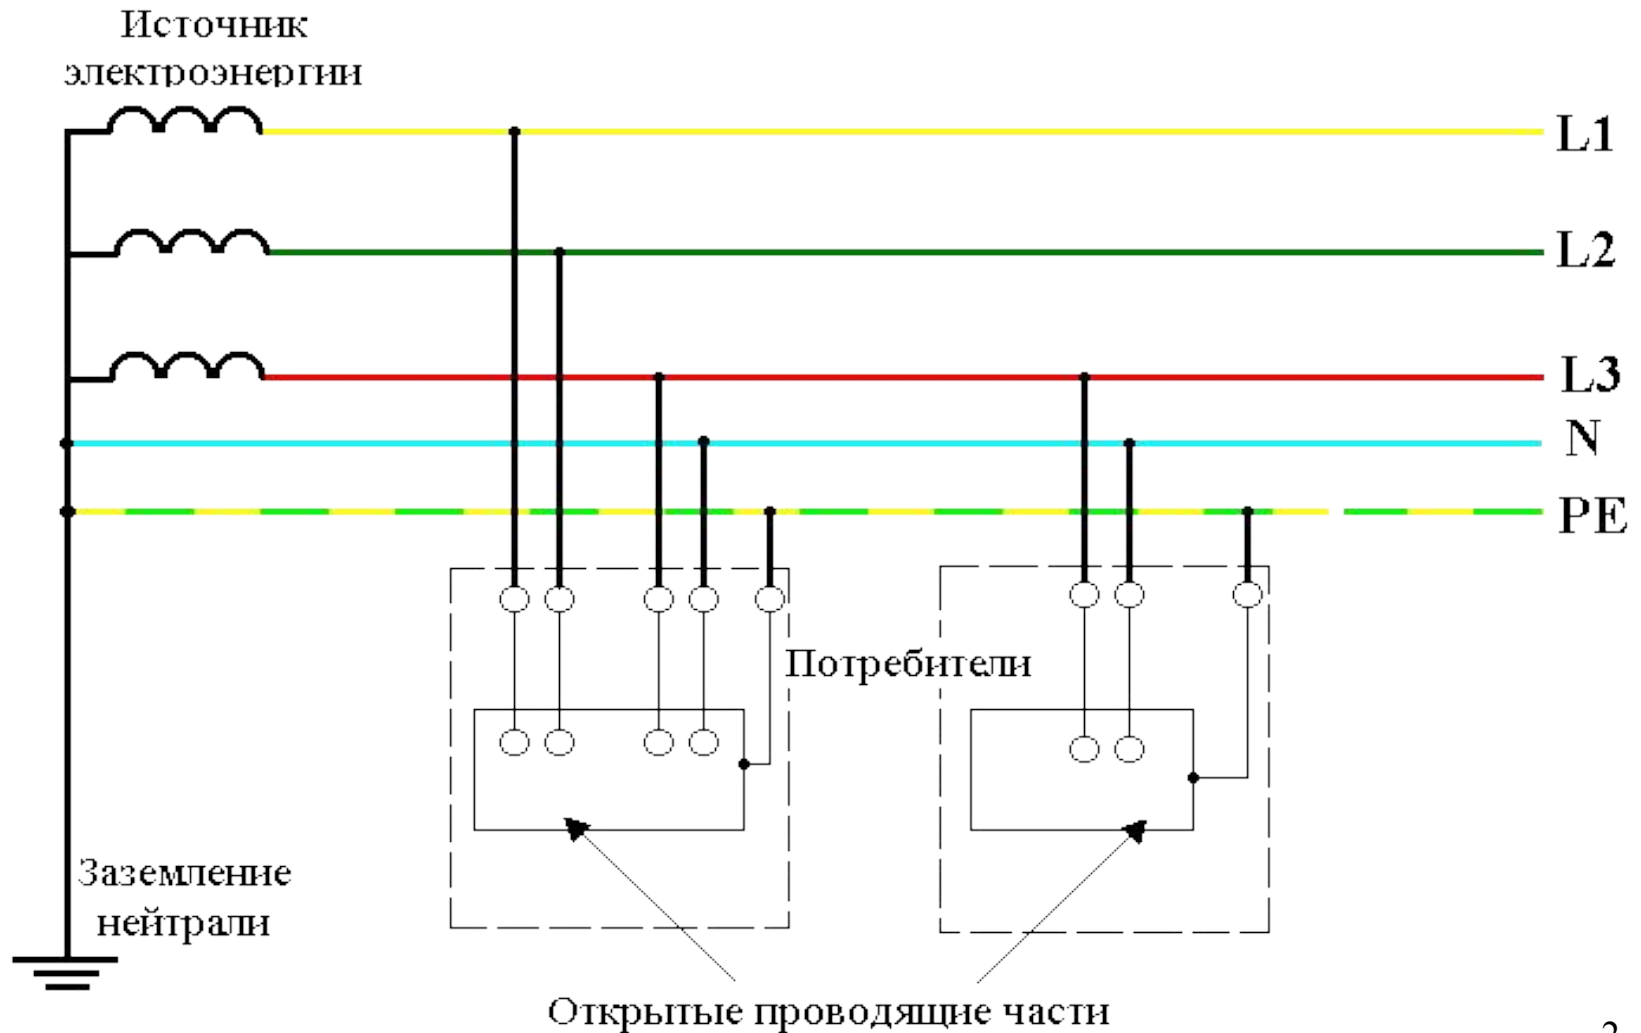 Источник
электроэнергии
L1
L2
L3
N
PE
Потребители
Заземление
нейтрали
Открытые проводящие части